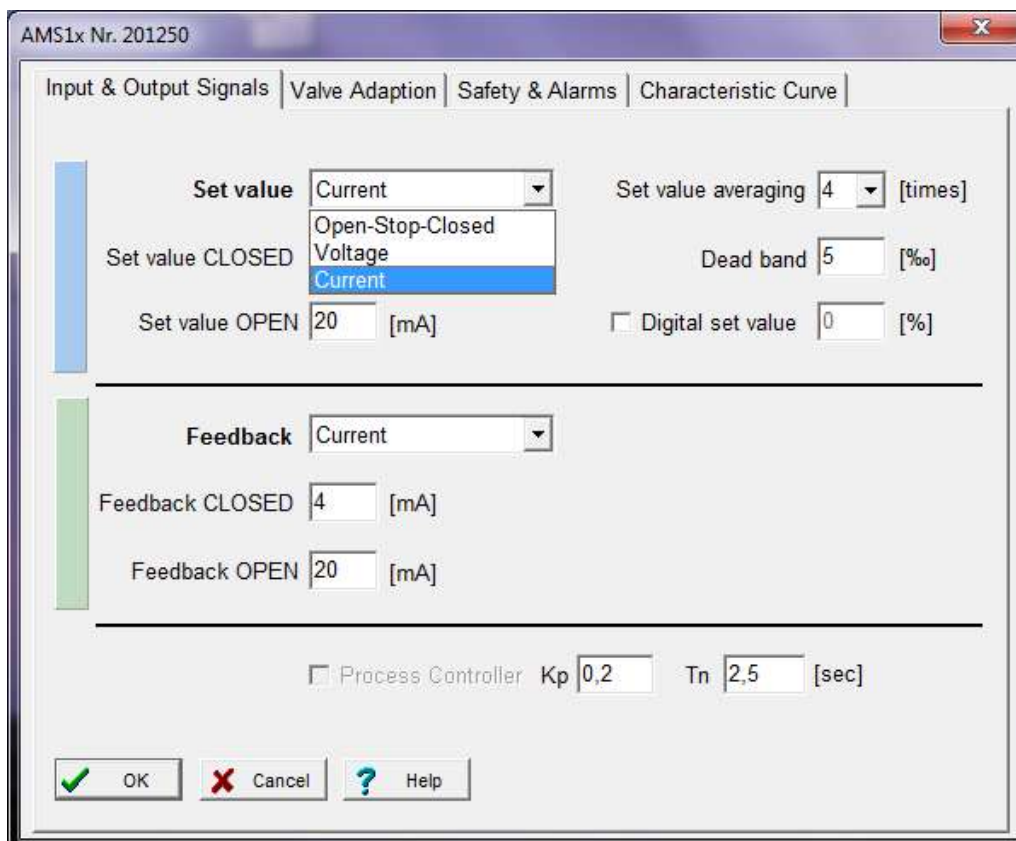 AMS1x Nr. 201250
Input & Output Signals Valve Adaption Safety & Alarms Characteristic Curve
Set value Current Set value averaging 4 [times]
Open-Stop-Closed
Set value CLOSED Voltage Dead band 5 [‰]
Current
Set value OPEN 20 [mA] Digital set value 0 [%]
Feedback Current
Feedback CLOSED 4 [mA]
Feedback OPEN 20 [mA]
Process Controller Kp 0,2 Tn 2,5 [sec]
OK Cancel ? Help